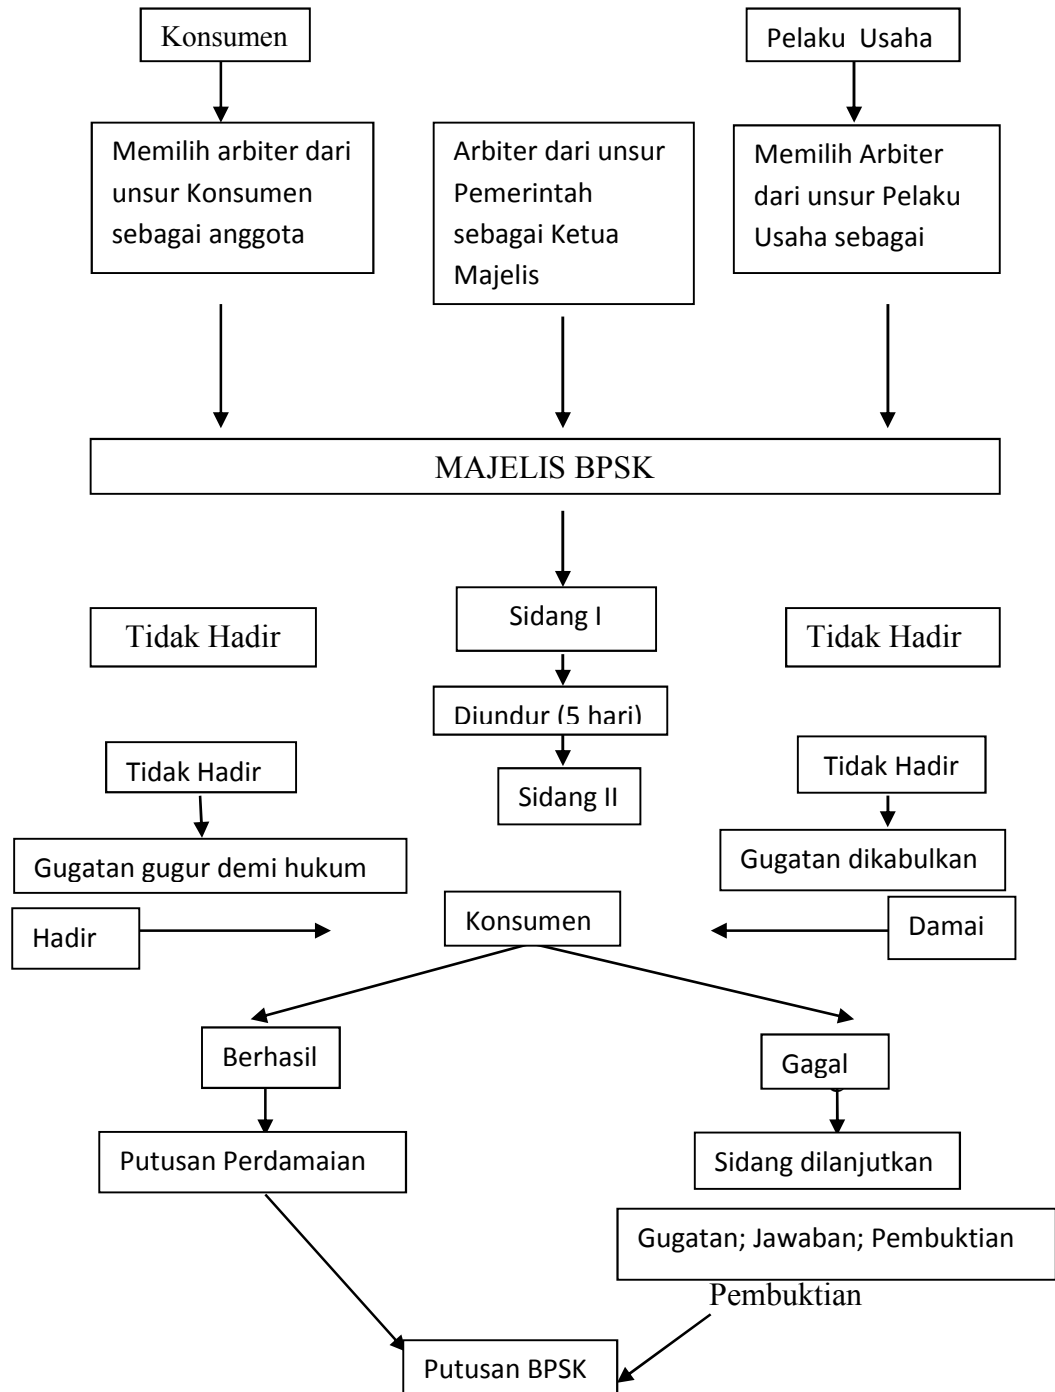 Konsumen
Pelaku Usaha
Memilih arbiter dari
unsur Konsumen
sebagai anggota
Arbiter dari unsur
Pemerintah
sebagai Ketua
Majelis
Memilih Arbiter
dari unsur Pelaku
Usaha sebagai
MAJELIS BPSK
Sidang I
Tidak Hadir
Tidak Hadir
Diundur (5 hari)
Tidak Hadir
Sidang II
Tidak Hadir
Gugatan gugur demi hukum
Gugatan dikabulkan
Hadir
Konsumen
Damai
Berhasil
Gagal
Putusan Perdamaian
Sidang dilanjutkan
Gugatan; Jawaban; Pembuktian
Pembuktian
Putusan BPSK